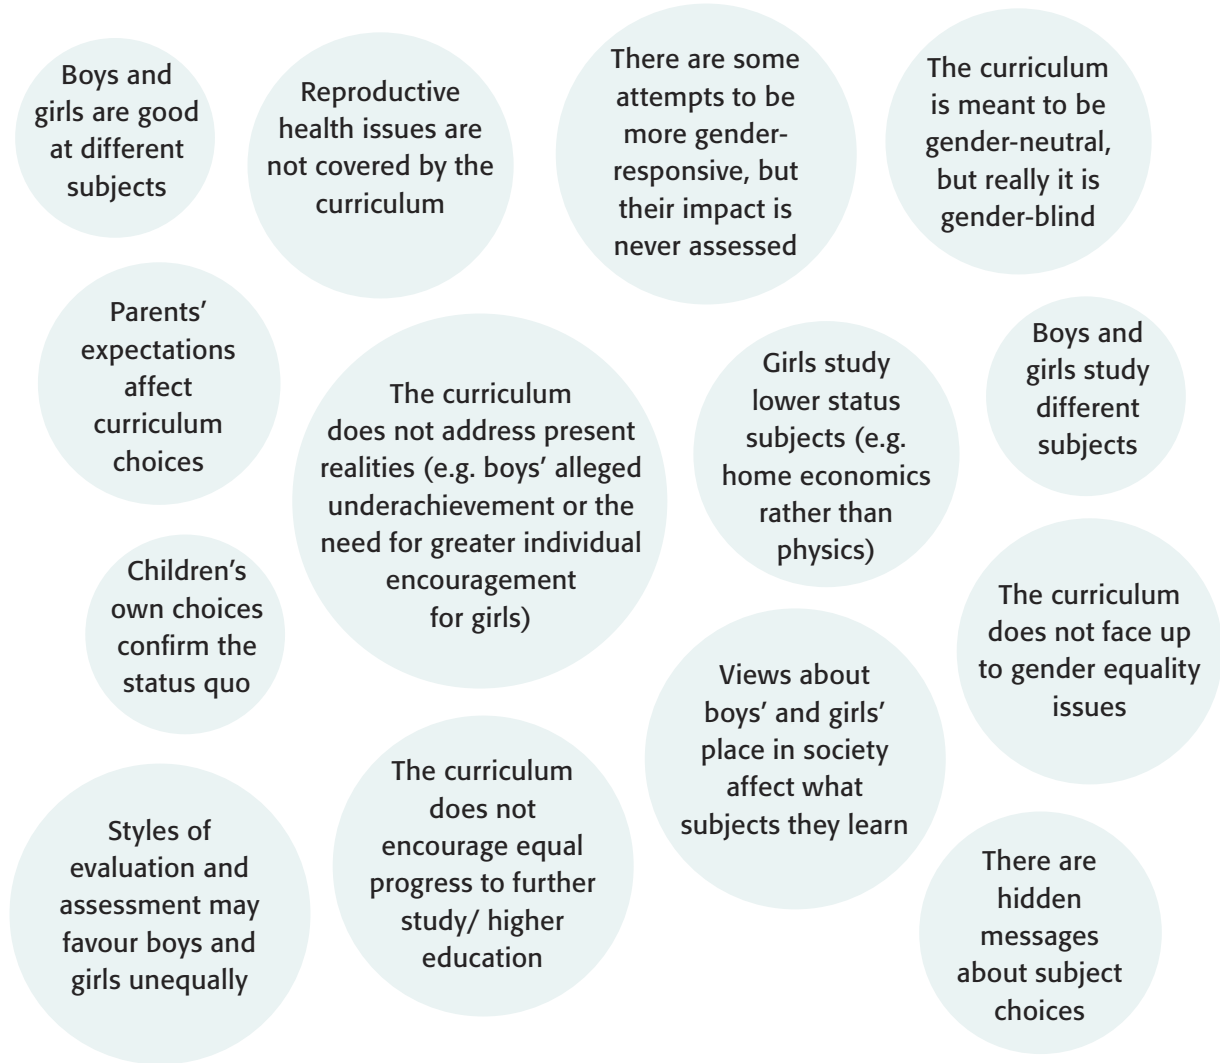 Boys and
girls are good
at different
subjects
Reproductive
health issues are
not covered by the
curriculum
There are some
attempts to be
more gender-
responsive, but
their impact is
never assessed
The curriculum
is meant to be
gender-neutral,
but really it is
gender-blind
Parents’
expectations
affect
curriculum
choices
The curriculum
does not address present
realities (e.g. boys’ alleged
underachievement or the
need for greater individual
encouragement
for girls)
Girls study
lower status
subjects (e.g.
home economics
rather than
physics)
Boys and
girls study
different
subjects
Children’s
own choices
confirm the
status quo
The curriculum
does not face up
to gender equality
issues
Views about
boys’ and girls’
place in society
affect what
subjects they learn
Styles of
evaluation and
assessment may
favour boys and
girls unequally
The curriculum
does not
encourage equal
progress to further
study/ higher
education
There are
hidden
messages
about subject
choices